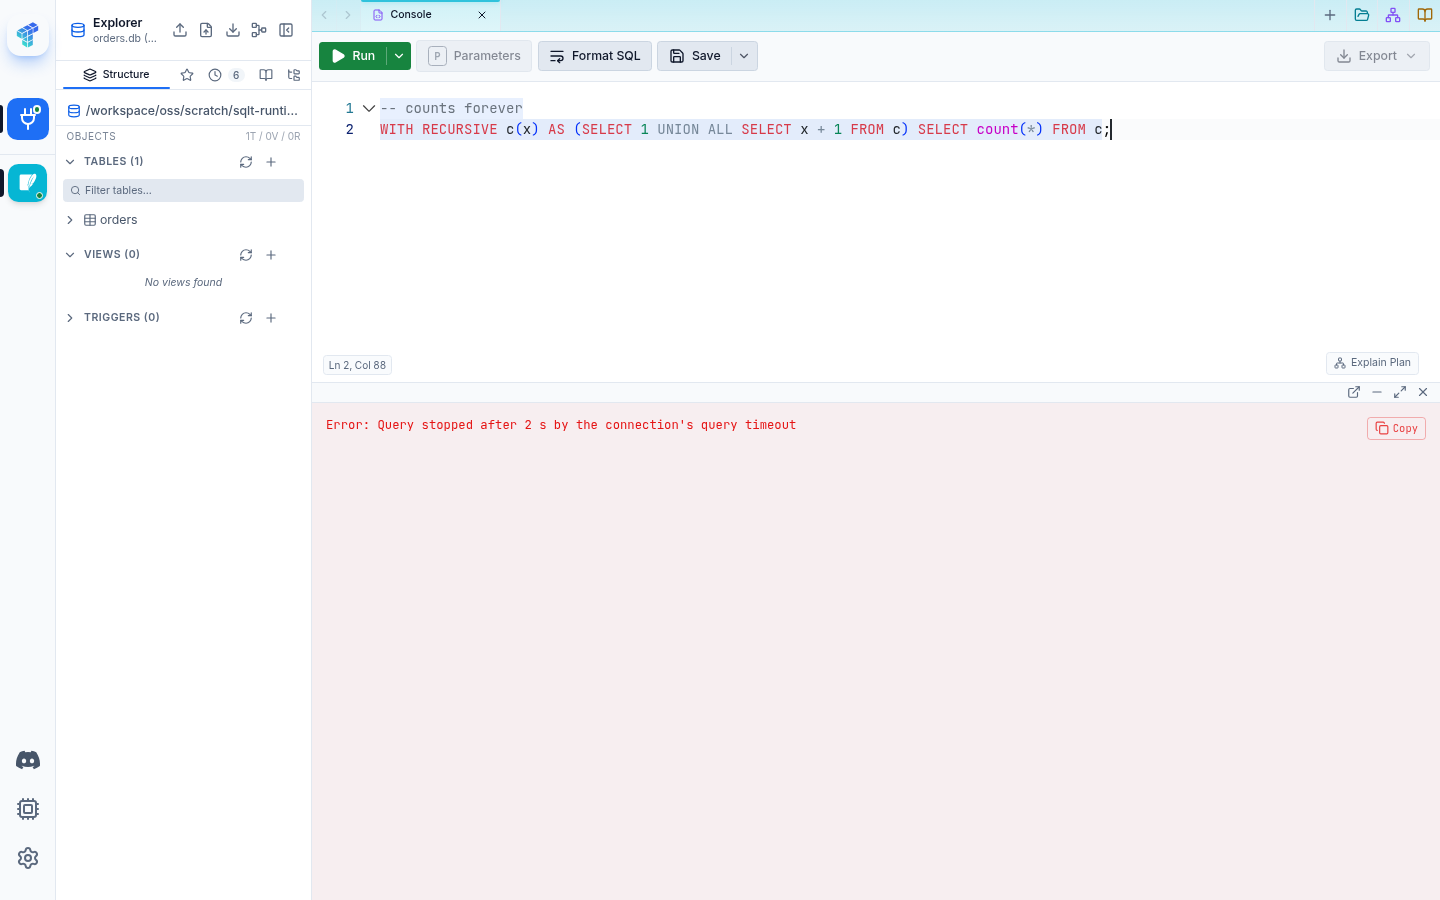 Explorer
orders.db (...
Structure
6
/workspace/oss/scratch/sqlt-runti...
OBJECTS
1T / 0V / 0R
TABLES (1)
Filter tables...
orders
VIEWS (0)
No views found
TRIGGERS (0)
Console
Run
P Parameters
Format SQL
Save
Export
1 -- counts forever
2 WITH RECURSIVE c(x) AS (SELECT 1 UNION ALL SELECT x + 1 FROM c) SELECT count(*) FROM c;
Ln 2, Col 88
Explain Plan
Error: Query stopped after 2 s by the connection's query timeout
Copy